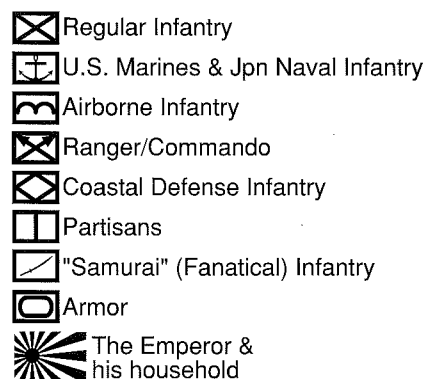 Regular Infantry
U.S. Marines & Jpn Naval Infantry
Airborne Infantry
Ranger/Commando
Coastal Defense Infantry
Partisans
"Samurai" (Fanatical) Infantry
Armor
The Emperor &
his household